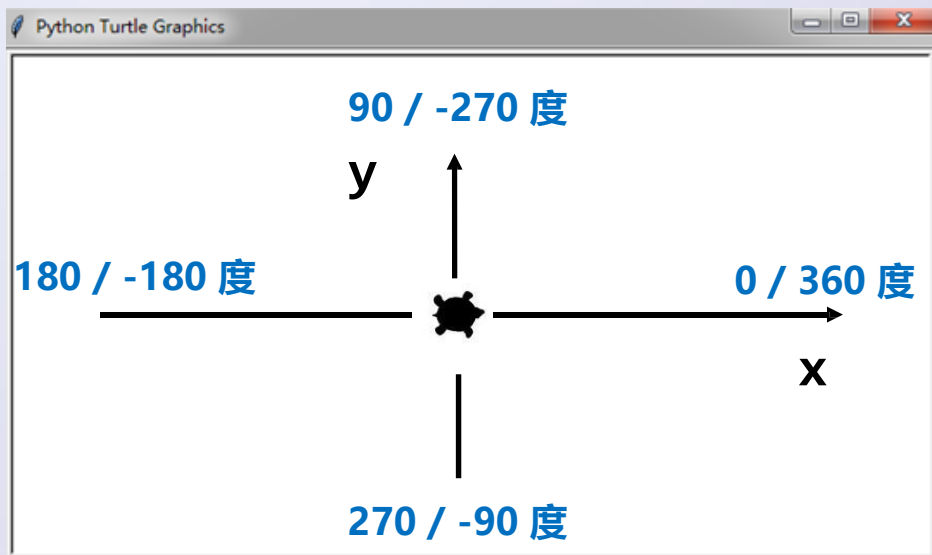 Python Turtle Graphics
90 / -270 度
y
180 / -180 度
0 / 360 度
x
270 / -90 度